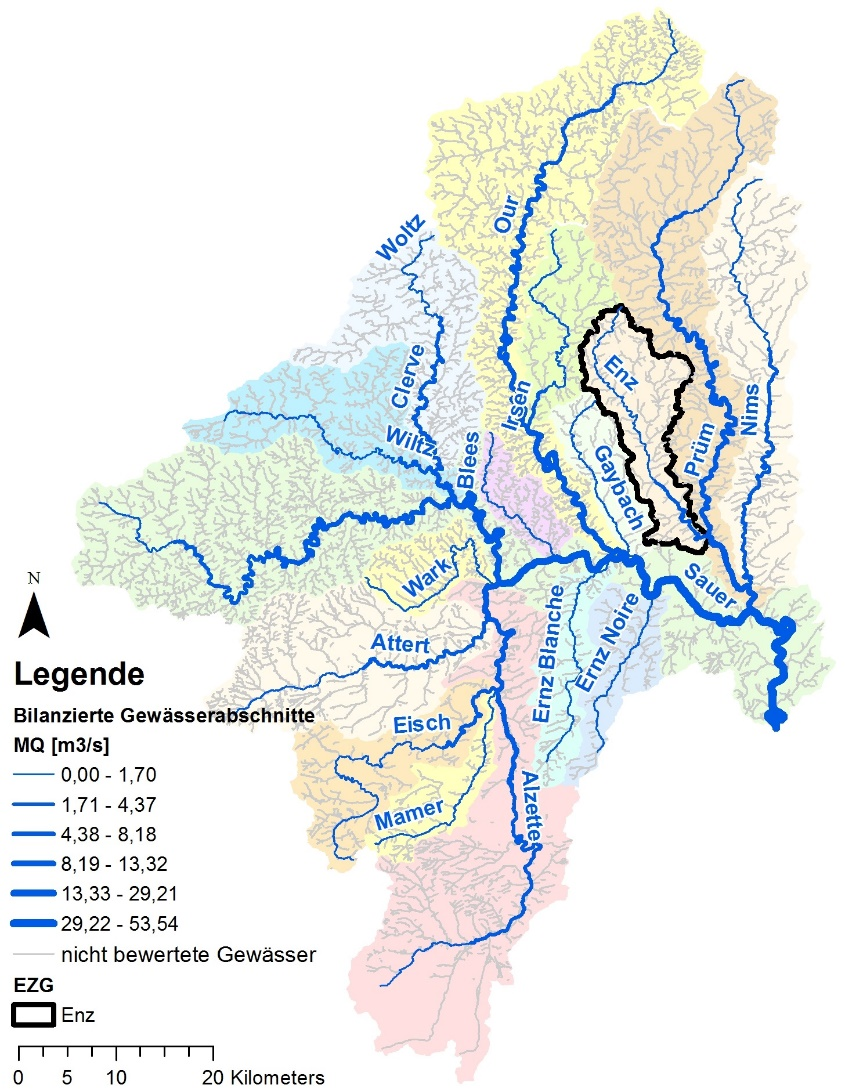 Woltz
Our
Clerve
Wiltz
Blees
Irsen
Enz
Gaybach
Prüm
Nims
Wark
Sauer
Attert
Ernz Blanche
Ernz Noire
Eisch
Mamer
Alzette
N
Legende
Bilanzierte Gewässerabschnitte
MQ [m3/s]
0,00 - 1,70
1,71 - 4,37
4,38 - 8,18
8,19 - 13,32
13,33 - 29,21
29,22 - 53,54
nicht bewertete Gewässer
EZG
Enz
0 5 10 20 Kilometers